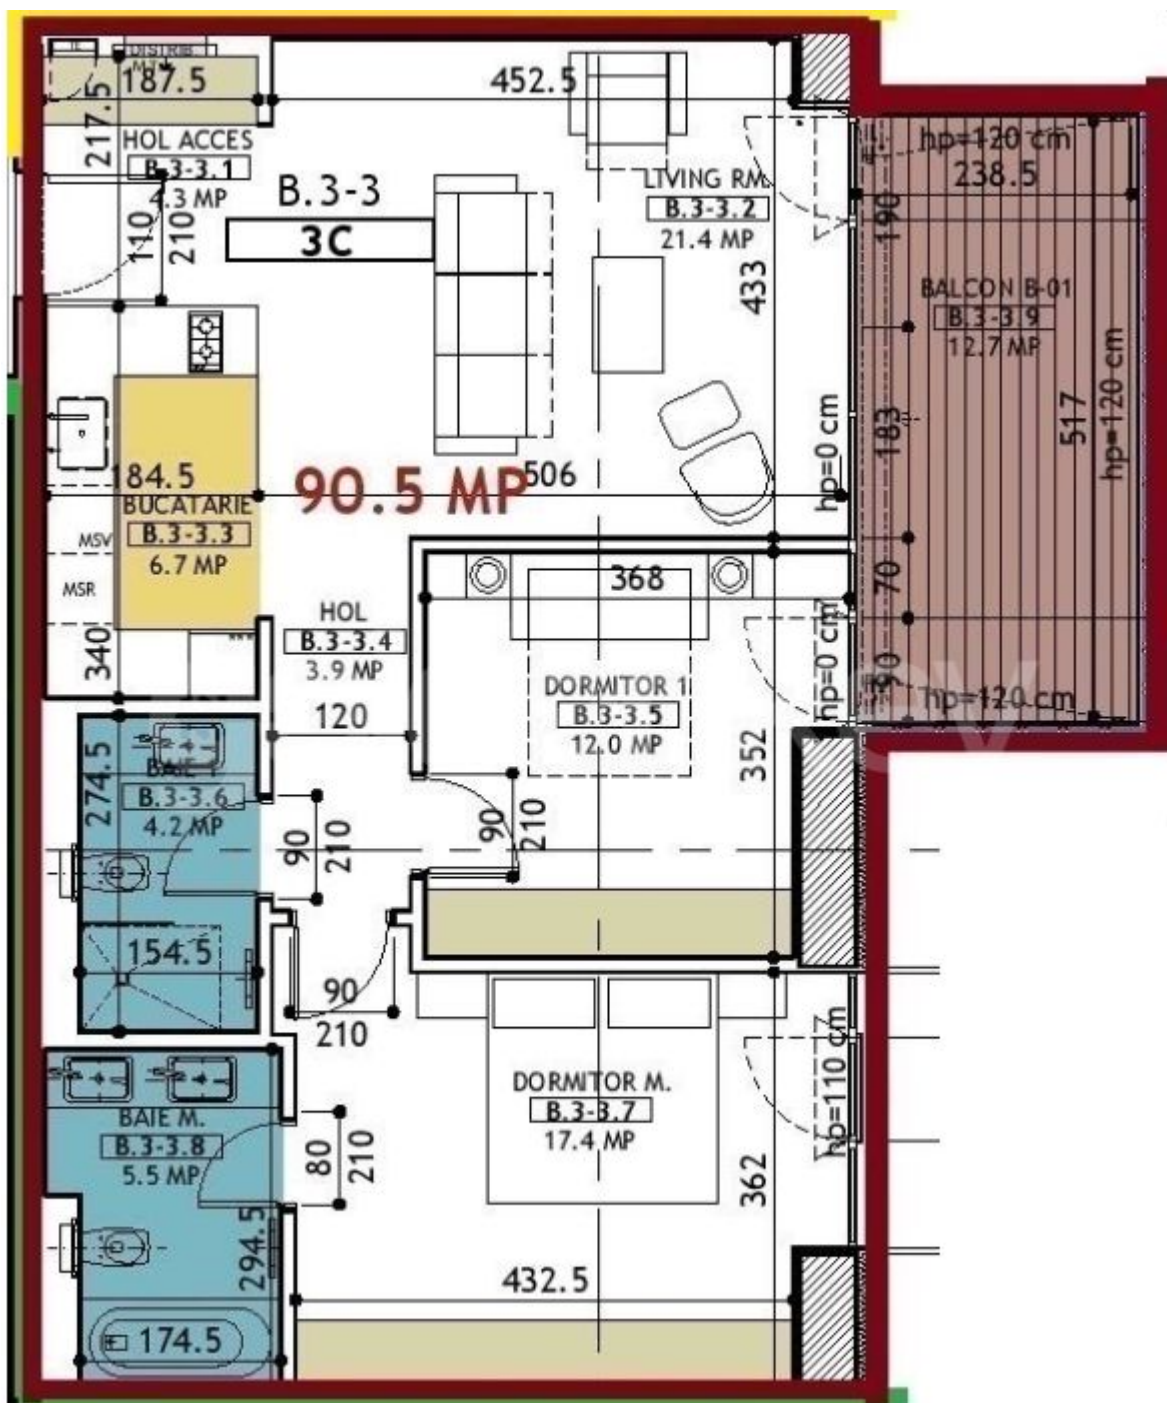 DISTRIB.
187.5
452.5
217.5
HOL ACCES
B.3-3.1
4.3 MP
110
210
B.3-3
3C
LIVING RM.
B.3-3.2
21.4 MP
433
hp=120 cm
238.5
190
BALCON B-01
B.3-3.9
12.7 MP
hp=120 cm
517
183
hp=0 cm
184.5
90.5 MP
506
BUCATARIE
B.3-3.3
6.7 MP
MSV
MSR
340
HOL
B.3-3.4
3.9 MP
120
368
70
90
hp=0 cm
hp=120 cm
DORMITOR 1
B.3-3.5
12.0 MP
352
90
210
274.5
BAIE 1.
B.3-3.6
4.2 MP
90
210
154.5
90
210
DORMITOR M.
B.3-3.7
17.4 MP
hp=110 cm
362
BAIE M.
B.3-3.8
5.5 MP
80
210
294.5
432.5
174.5